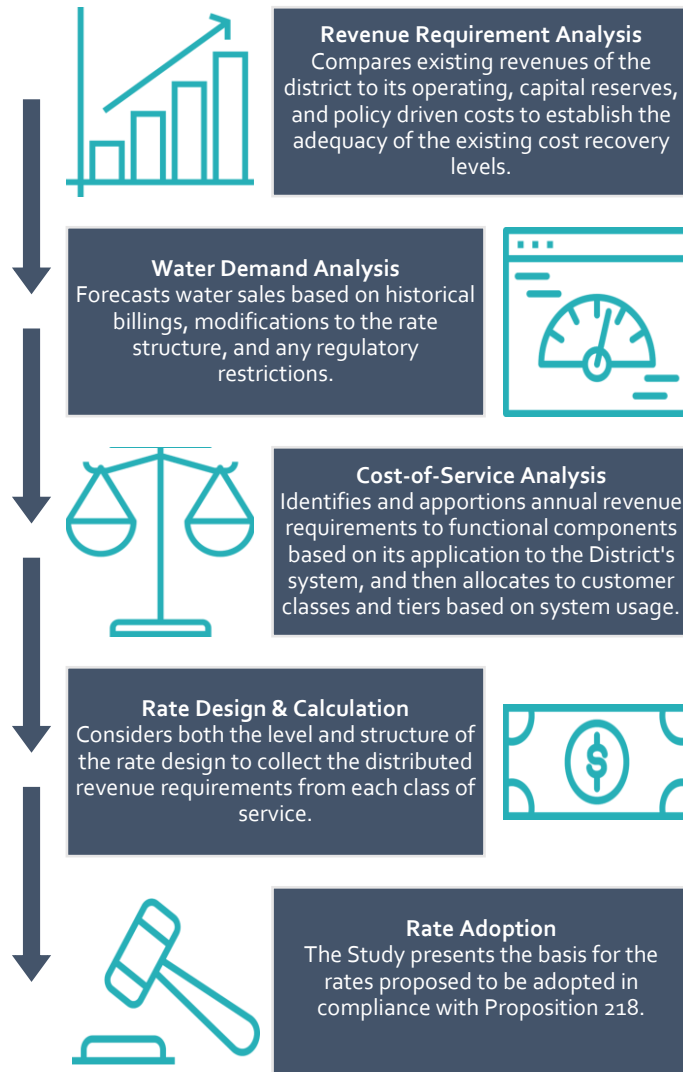 Revenue Requirement Analysis
Compares existing revenues of the
district to its operating, capital reserves,
and policy driven costs to establish the
adequacy of the existing cost recovery
levels.
Water Demand Analysis
Forecasts water sales based on historical
billings, modifications to the rate
structure, and any regulatory
restrictions.
Cost-of-Service Analysis
Identifies and apportions annual revenue
requirements to functional components
based on its application to the District's
system, and then allocates to customer
classes and tiers based on system usage.
Rate Design & Calculation
Considers both the level and structure of
the rate design to collect the distributed
revenue requirements from each class of
service.
$
Rate Adoption
The Study presents the basis for the
rates proposed to be adopted in
compliance with Proposition 218.